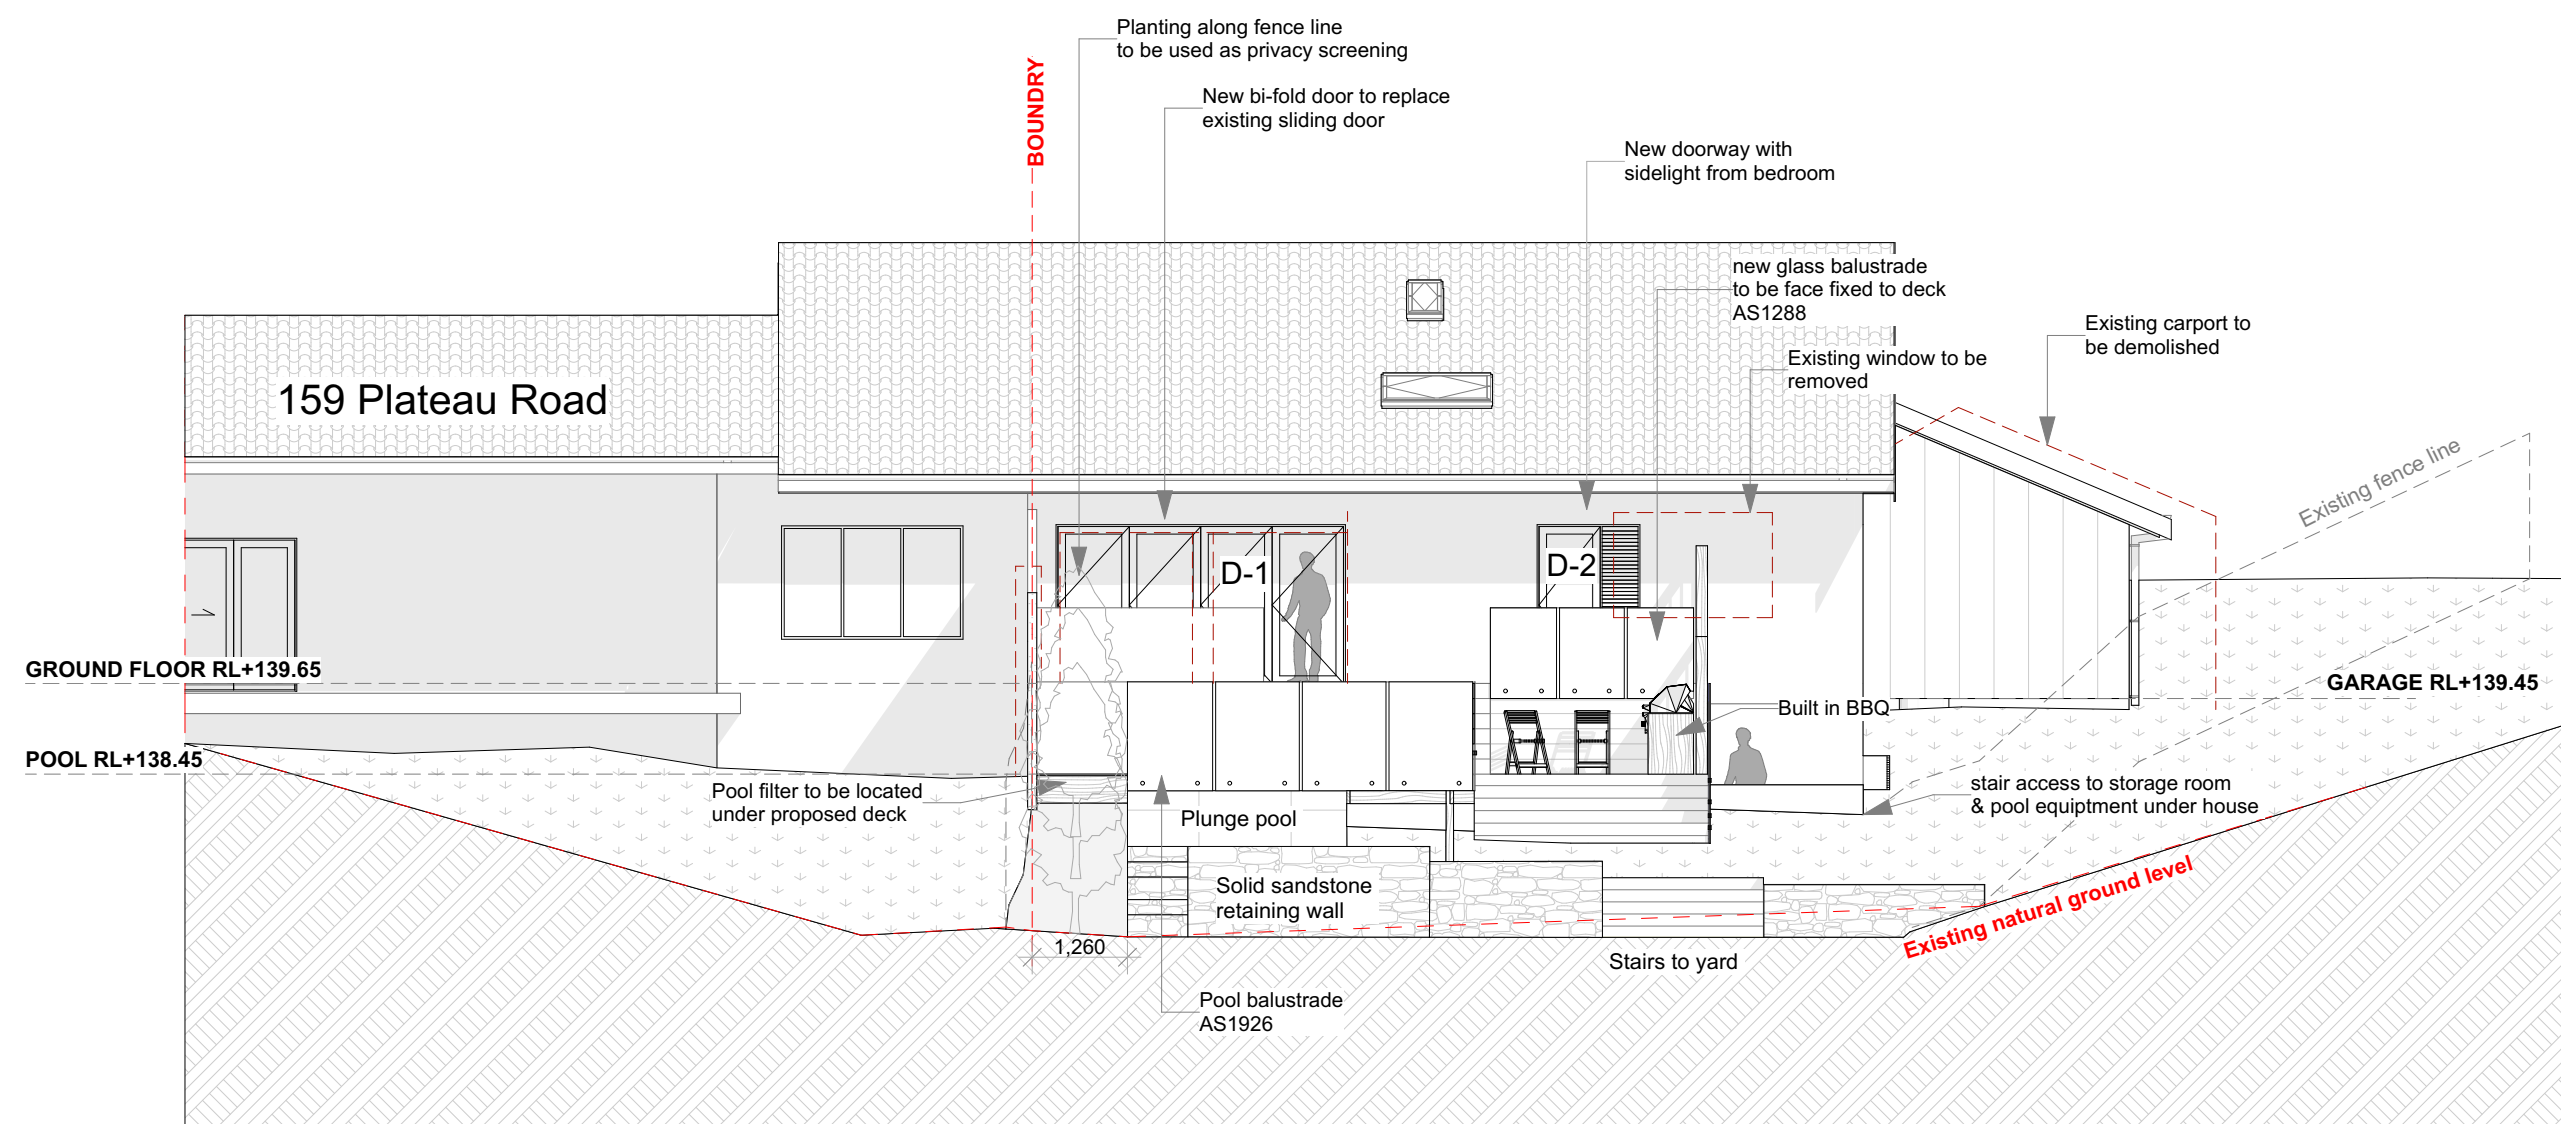 Planting along fence line
to be used as privacy screening
BOUNDRY
New bi-fold door to replace
existing sliding door
New doorway with
sidelight from bedroom
new glass balustrade
to be face fixed to deck
AS1288
Existing carport to
be demolished
Existing window to be
removed
159 Plateau Road
Existing fence line
D-1
D-2
GROUND FLOOR RL+139.65
GARAGE RL+139.45
Built in BBQ
POOL RL+138.45
Pool filter to be located
under proposed deck
stair access to storage room
& pool equiptment under house
Plunge pool
Solid sandstone
retaining wall
Existing natural ground level
1,260
Stairs to yard
Pool balustrade
AS1926